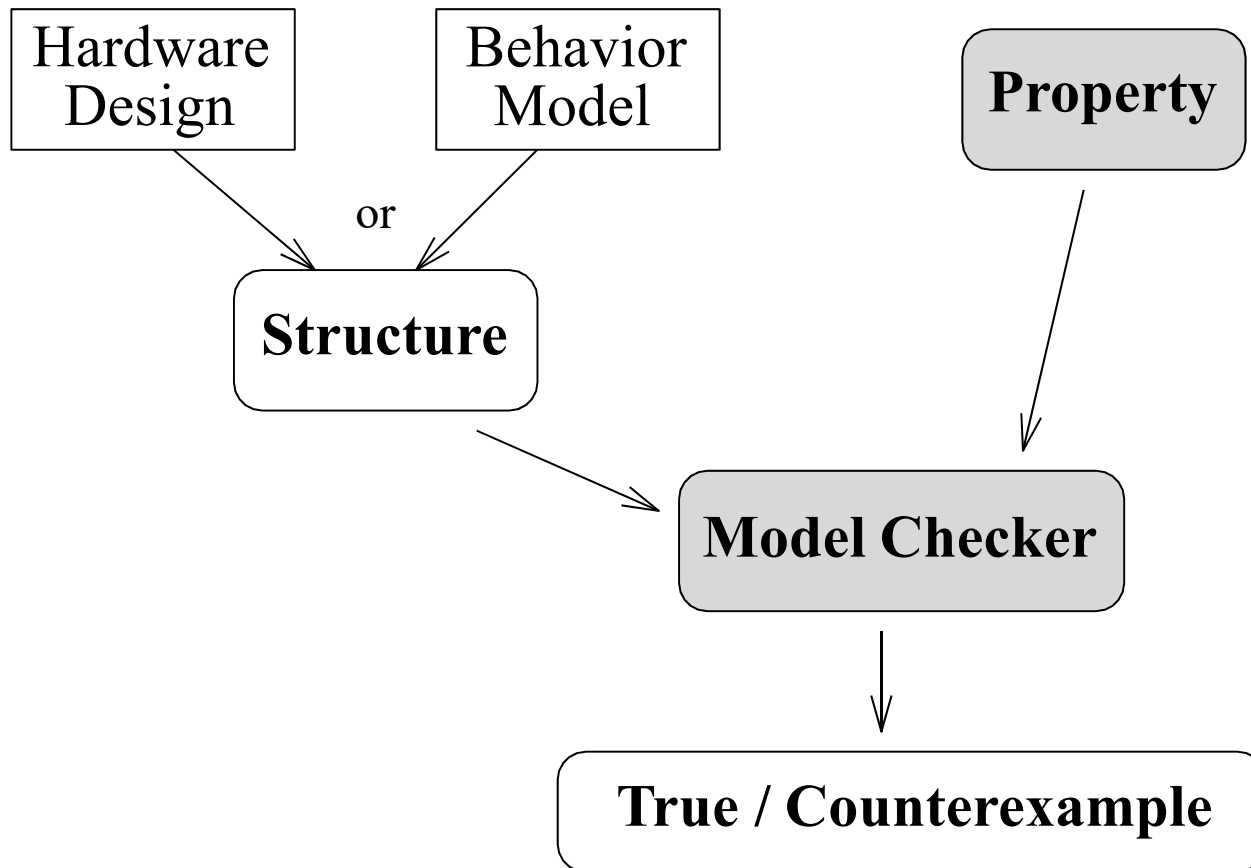 Hardware
Design
Behavior
Model
Property
or
Structure
Model Checker
True / Counterexample